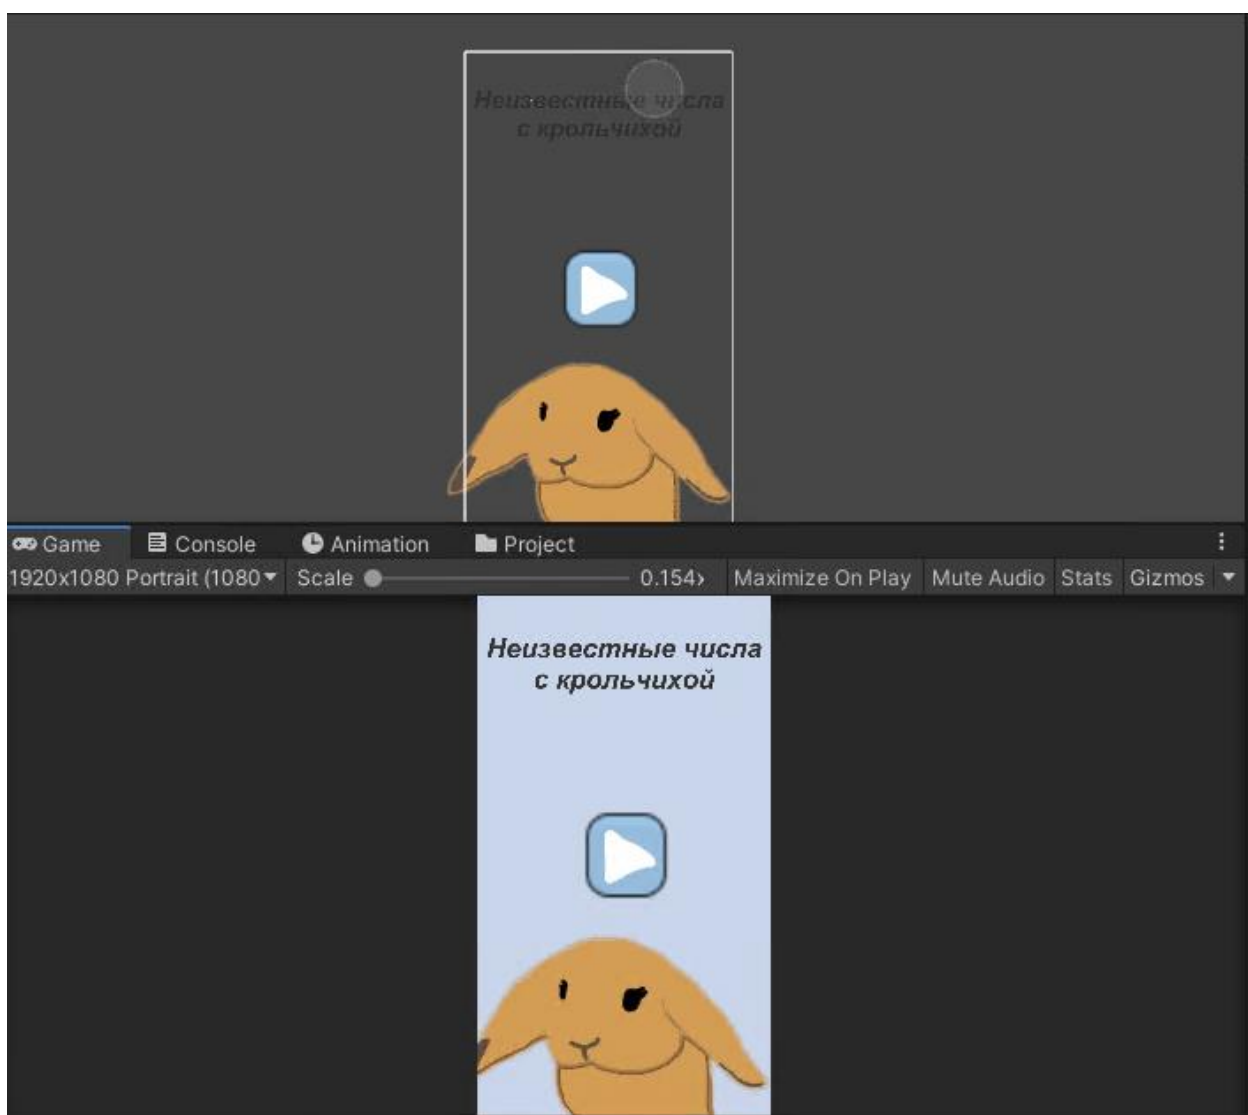 Неизвестные числа
с крольчихой
Game Console Animation Project
1920x1080 Portrait (1080 Scale 0.154x Maximize On Play Mute Audio Stats Gizmos
Неизвестные числа
с крольчихой